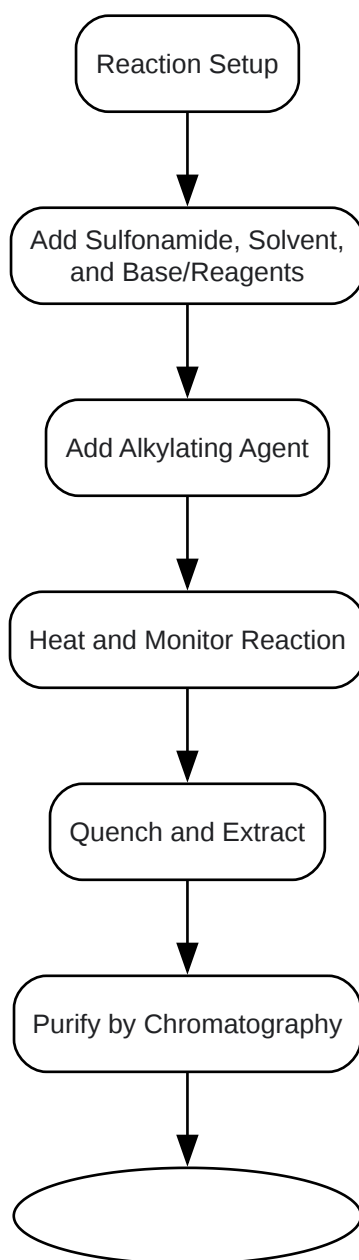 Reaction Setup
Add Sulfonamide, Solvent,
and Base/Reagents
Add Alkylating Agent
Heat and Monitor Reaction
Quench and Extract
Purify by Chromatography